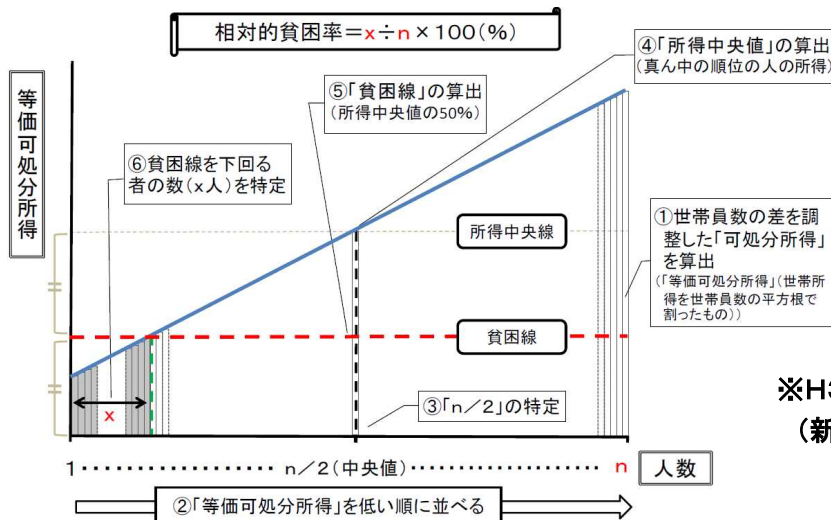 相対的貧困率=x÷n×100(%)
等価可処分所得
④「所得中央値」の算出
(真ん中の順位の人の所得)
⑤「貧困線」の算出
(所得中央値の50%)
⑥貧困線を下回る
者の数(x人)を特定
所得中央線
①世帯員数の差を調
整した「可処分所得」
を算出
(「等価可処分所得」(世帯所
得を世帯員数の平方根で
割ったもの))
貧困線
x
③「n/2」の特定
※H3
(新
1‥‥‥‥‥‥‥n/2(中央値)‥‥‥‥‥‥‥n
人数
②「等価可処分所得」を低い順に並べる